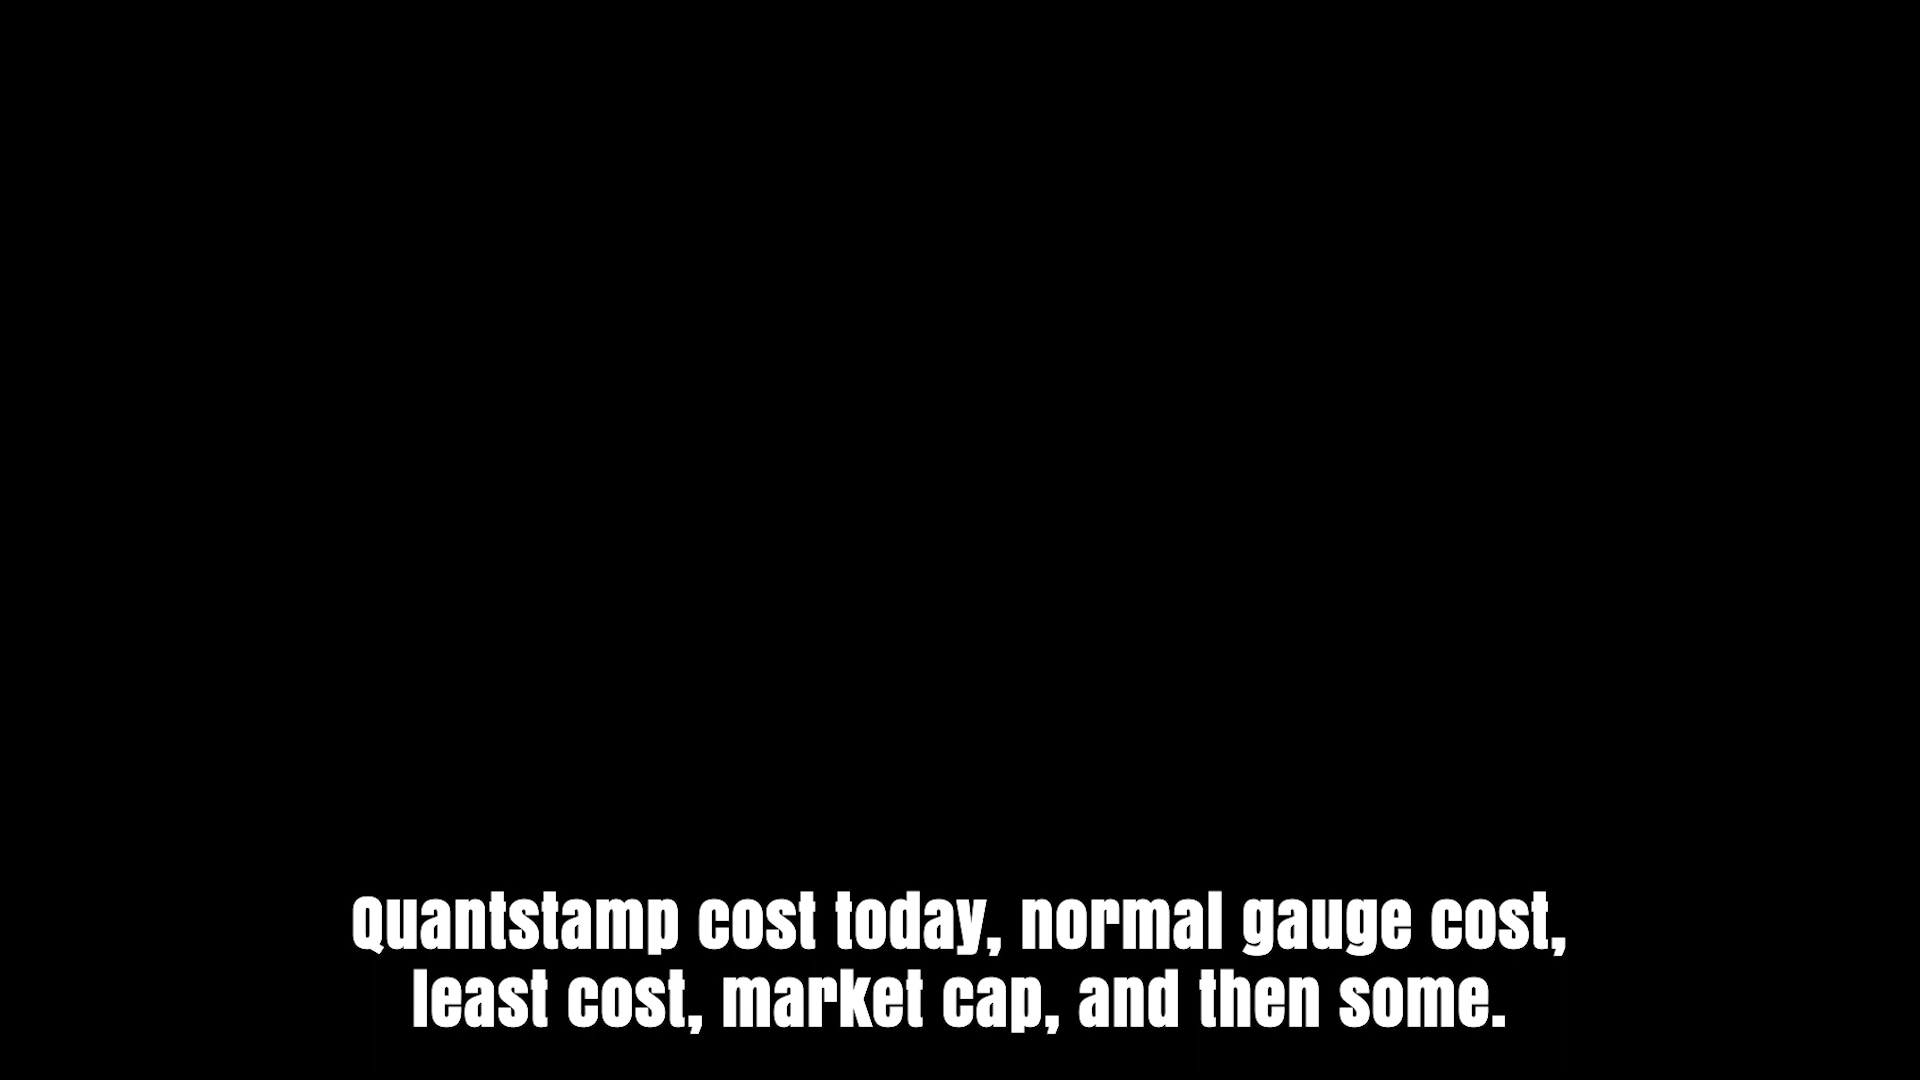 Quantstamp cost today, normal gauge cost,
least cost, market cap, and then some.